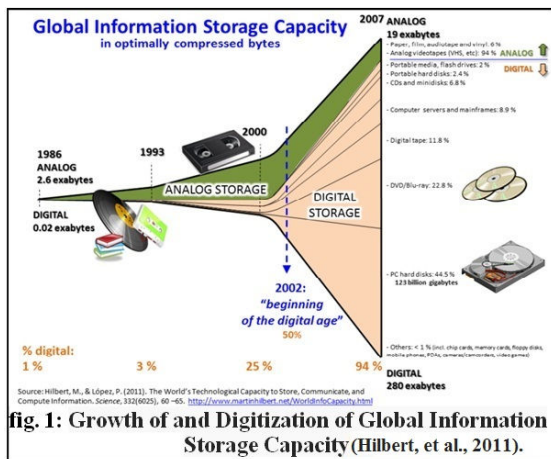 Global Information Storage Capacity
in optimally compressed bytes
2007
ANALOG
19 exabytes
- Paper, film, audiotape and vinyl: 6 %
- Analog videotapes (VHS, etc): 94 %
ANALOG
- Portable media, flash drives: 2 %
DIGITAL
- Portable hard disks: 2.4 %
- CDs and minidisks: 6.8 %
- Computer servers and mainframes: 8.9 %
- Digital tape: 11.8 %
- DVD/Blu-ray: 22.8 %
- PC hard disks: 44.5 %
123 billion gigabytes
- Others: < 1 % (incl. chip cards, memory cards, floppy disks,
mobile phones, PDAs, cameras/camcorders, video games)
DIGITAL
280 exabytes
1986
ANALOG
2.6 exabytes
DIGITAL
0.02 exabytes
1993
2000
ANALOG STORAGE
DIGITAL
STORAGE
2002:
"beginning
of the digital age"
50%
% digital:
1 %
3 %
25 %
94 %
Source: Hilbert, M., & López, P. (2011). The World's Technological Capacity to Store, Communicate, and
Compute Information. Science, 332(6025), 60 –65. http://www.martinhilbert.net/WorldInfoCapacity.html
fig. 1: Growth of and Digitization of Global Information
Storage Capacity(Hilbert, et al., 2011).